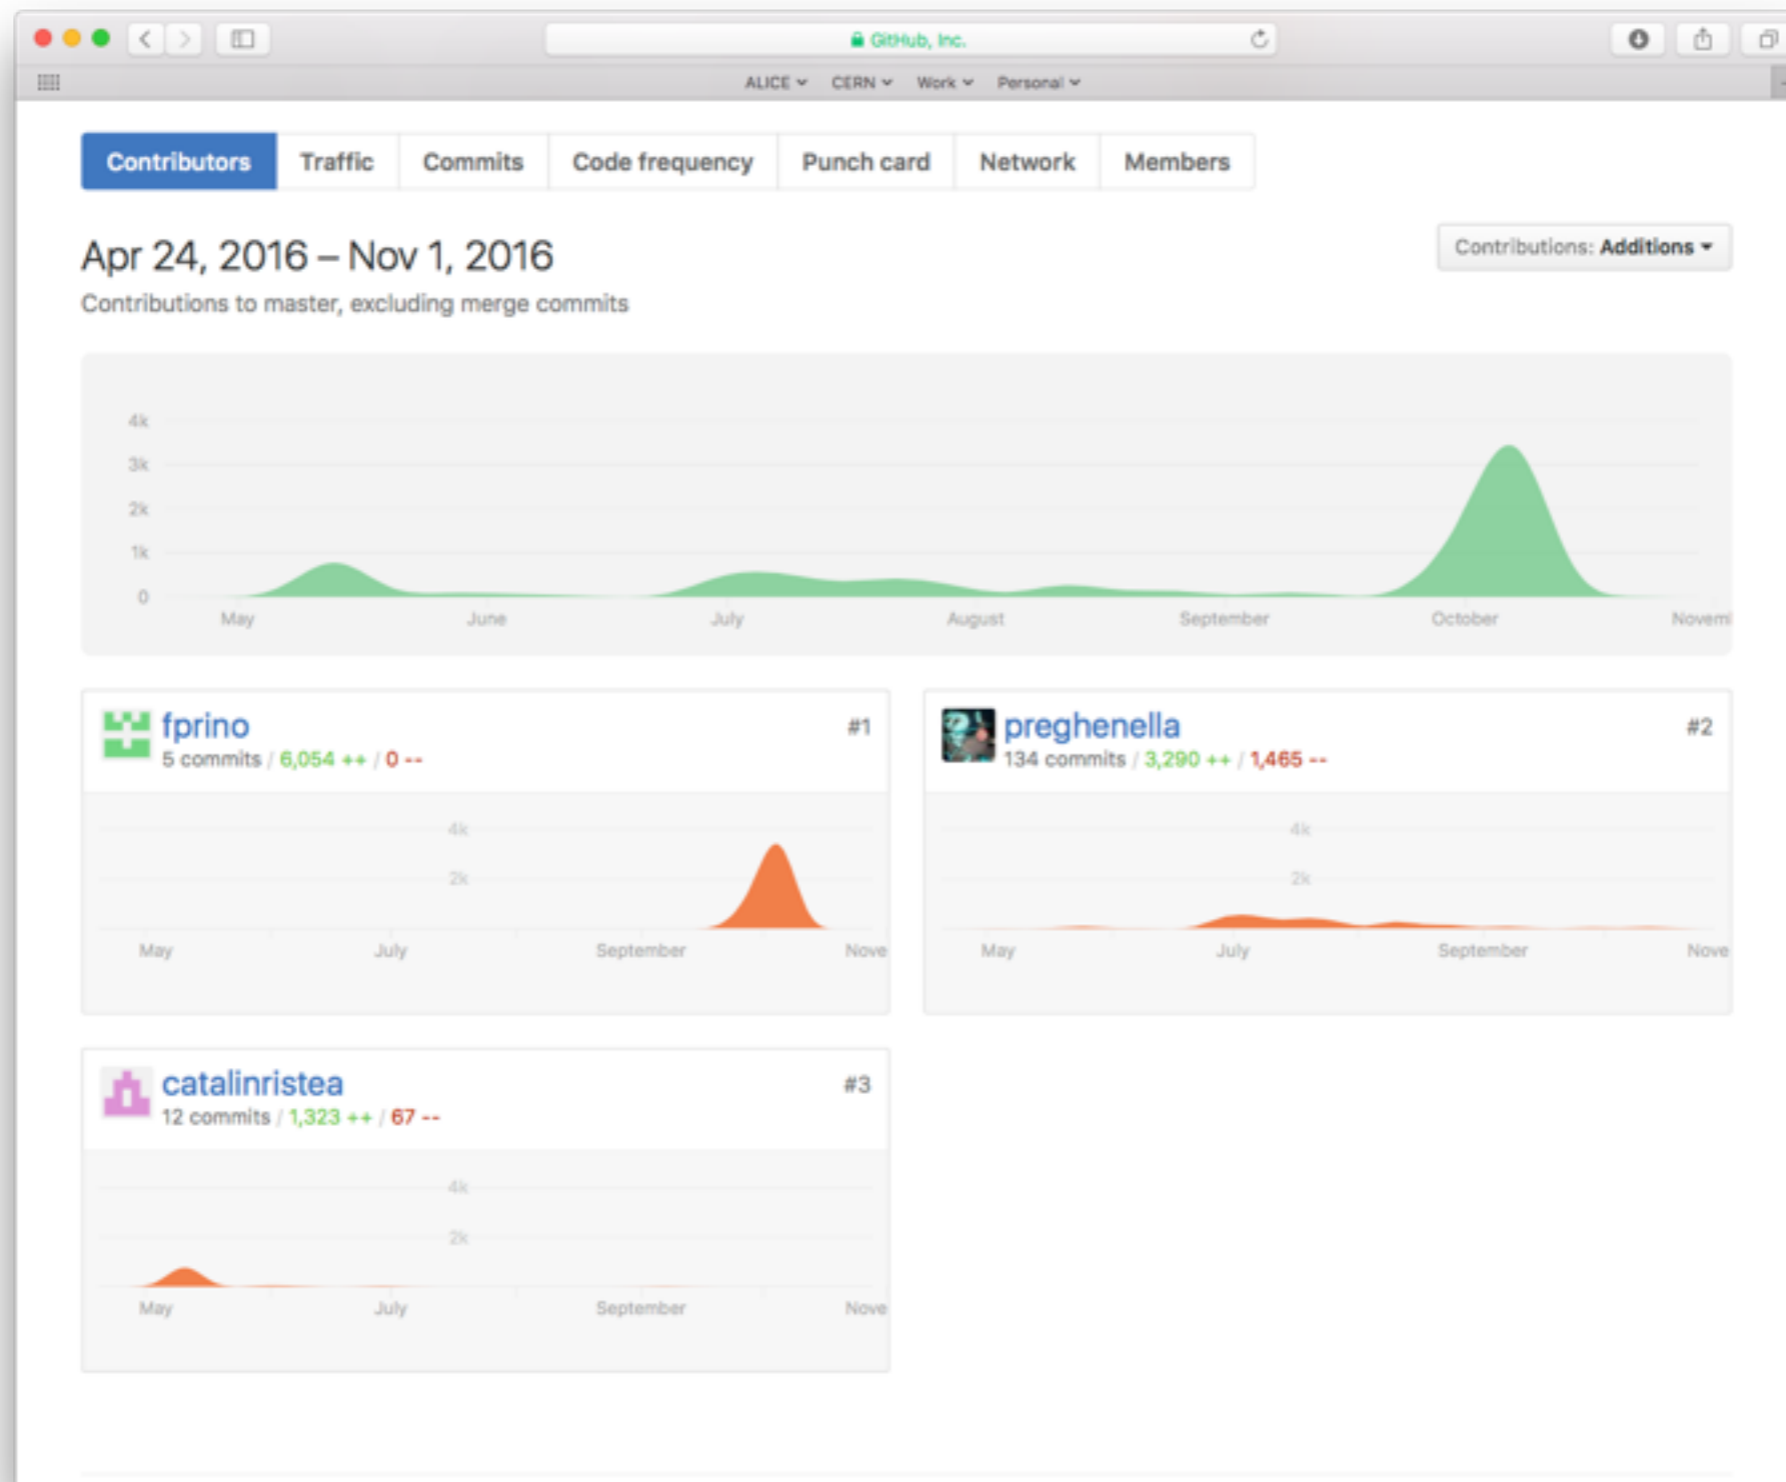 GitHub, Inc.
ALICE CERN Work Personal
Contributors Traffic Commits Code frequency Punch card Network Members
Apr 24, 2016 – Nov 1, 2016
Contributions: Additions
Contributions to master, excluding merge commits
4k
3k
2k
1k
0
May June July August September October Novem
fprino #1
5 commits / 6,054 ++ / 0 --
4k
2k
May July September Nove
preghenella #2
134 commits / 3,290 ++ / 1,465 --
4k
2k
May July September Nove
catalinristea #3
12 commits / 1,323 ++ / 67 --
4k
2k
May July September Nove